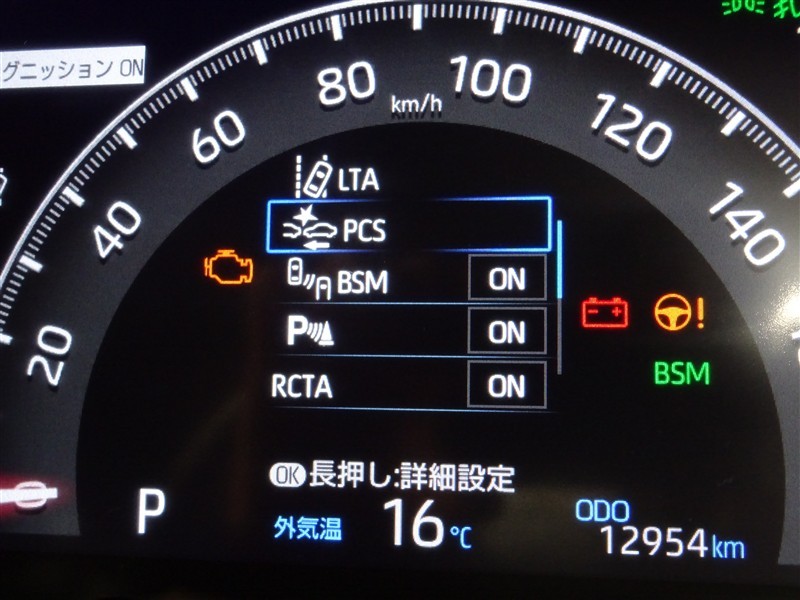 グニッション ON
80
100
km/h
60
120
LTA
40
140
PCS
BSM ON
P ON
20
BSM
RCTA ON
OK 長押し:詳細設定
0
P
外気温 16℃
ODO
12954km